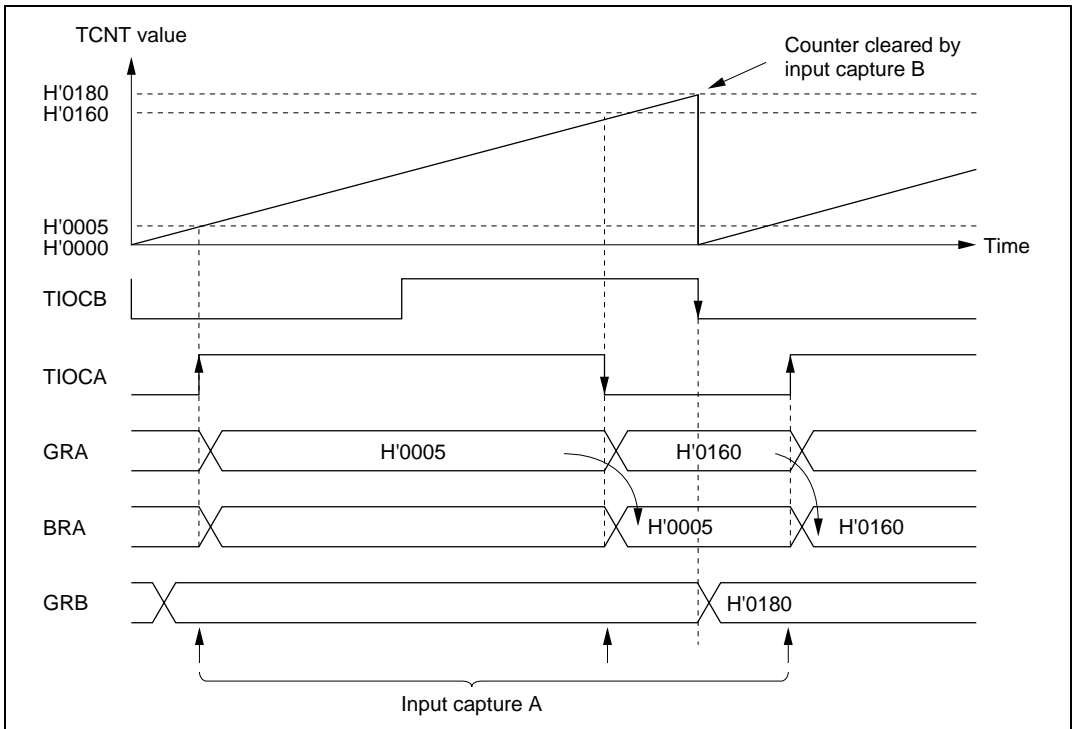 TCNT value
Counter cleared by
input capture B
H'0180
H'0160
H'0005
H'0000
Time
TIOCB
TIOCA
GRA
H'0005
H'0160
BRA
H'0005
H'0160
GRB
H'0180
Input capture A